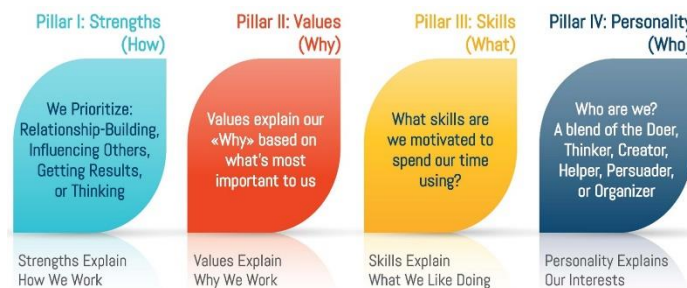 Pillar I: Strengths
(How)
We Prioritize:
Relationship-Building,
Influencing Others,
Getting Results,
or Thinking
Strengths Explain
How We Work
Pillar II: Values
(Why)
Values explain our
«Why» based on
what's most
important to us
Values Explain
Why We Work
Pillar III: Skills
(What)
What skills are
we motivated to
spend our time
using?
Skills Explain
What We Like Doing
Pillar IV: Personality
(Who)
Who are we?
A blend of the Doer,
Thinker, Creator,
Helper, Persuader,
or Organizer
Personality Explains
Our Interests